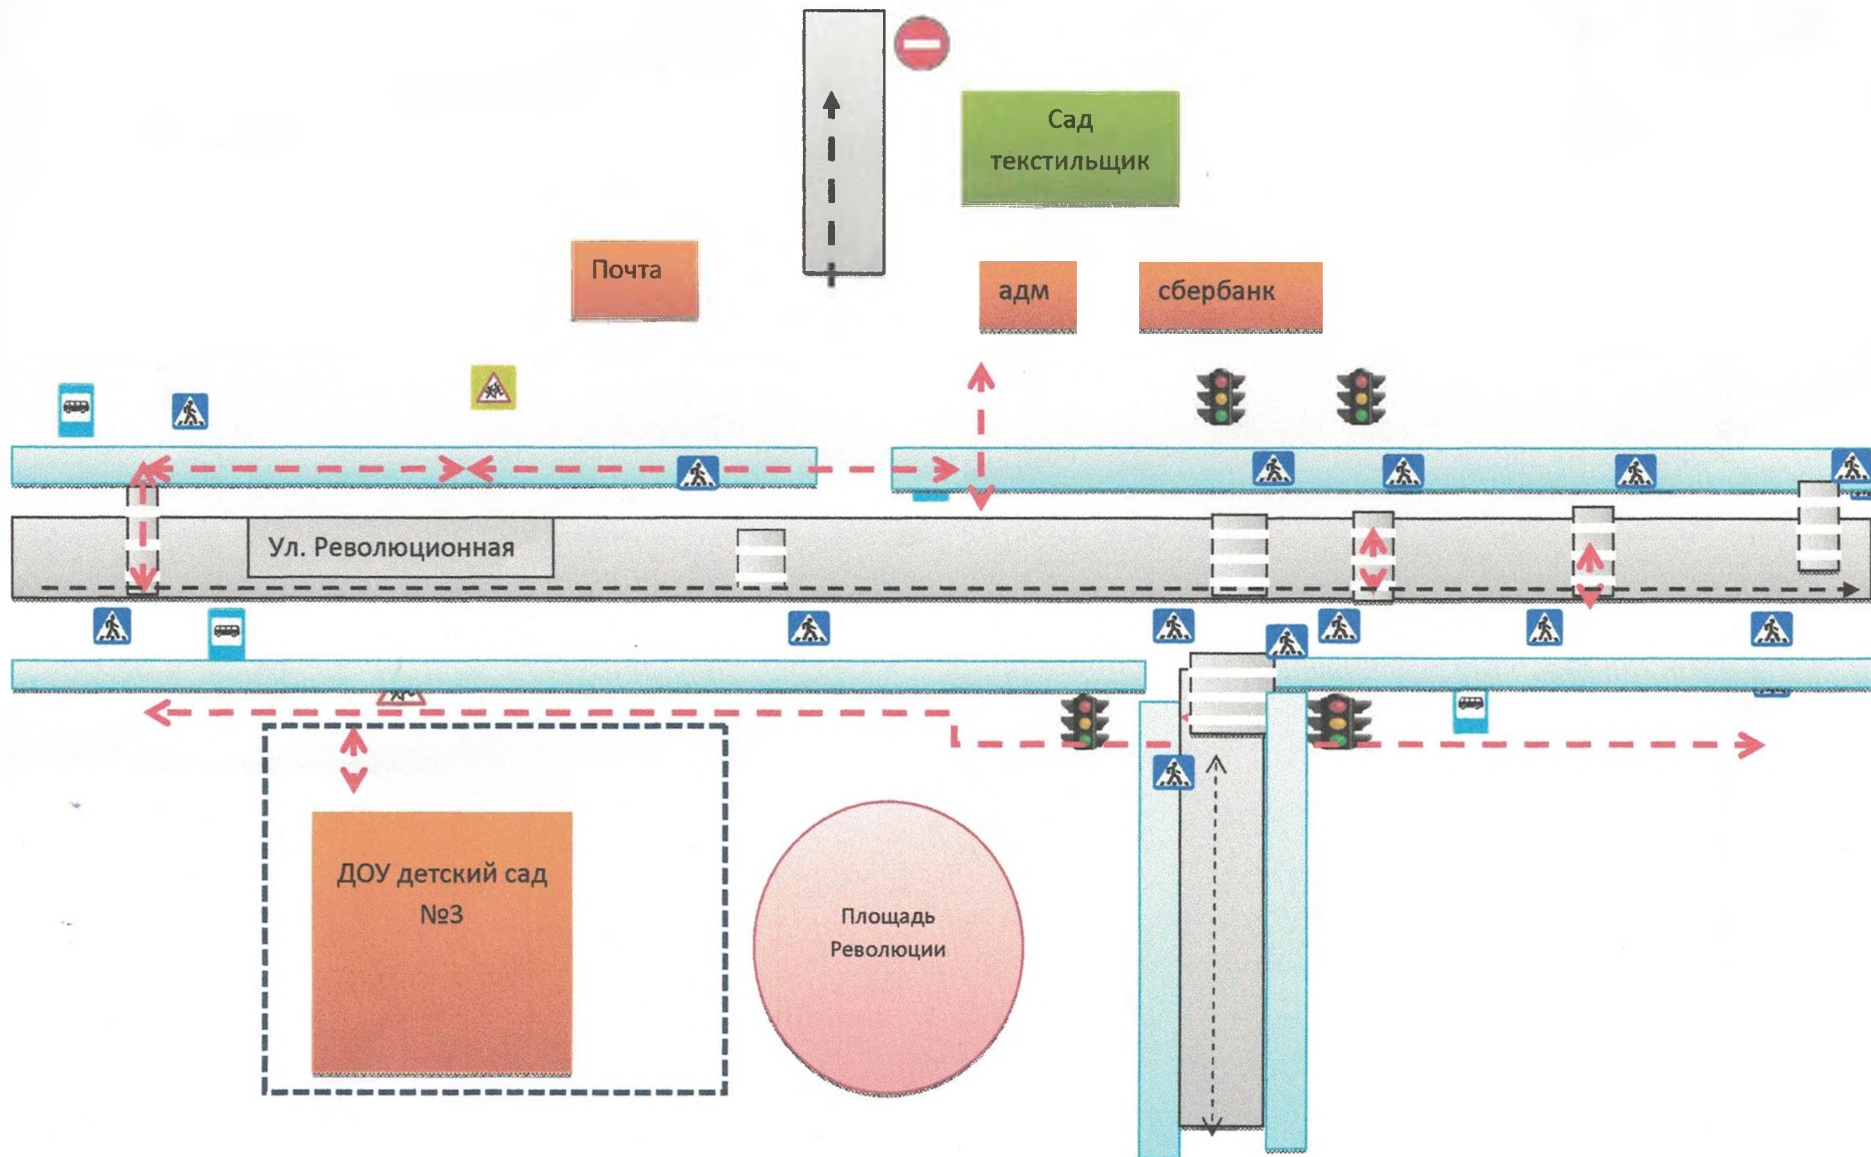 Сад
текстильщик
Почта
адм
сбербанк
Ул. Революционная
ДОУ детский сад
№3
Площадь
Революции